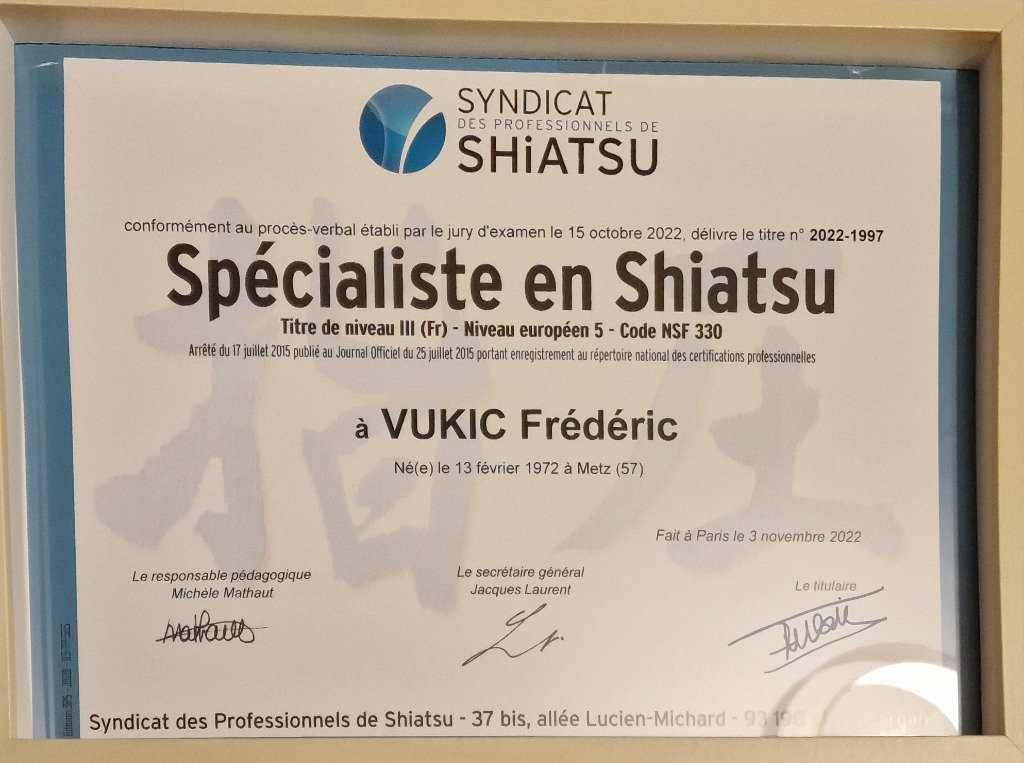 SYNDICAT
DES PROFESSIONNELS DE
SHiATSU
conformément au procès-verbal établi par le jury d'examen le 15 octobre 2022, délivre le titre n° 2022-1997
Spécialiste en Shiatsu
Titre de niveau III (Fr) - Niveau européen 5 - Code NSF 330
Arrêté du 17 juillet 2015 publié au Journal Officiel du 25 juillet 2015 portant enregistrement au répertoire national des certifications professionnelles
à VUKIC Frédéric
Né(e) le 13 février 1972 à Metz (57)
Fait à Paris le 3 novembre 2022
Le responsable pédagogique
Michèle Mathaut
Le secrétaire général
Jacques Laurent
Le titulaire
Syndicat des Professionnels de Shiatsu - 37 bis, allée Lucien-Michard - 93190